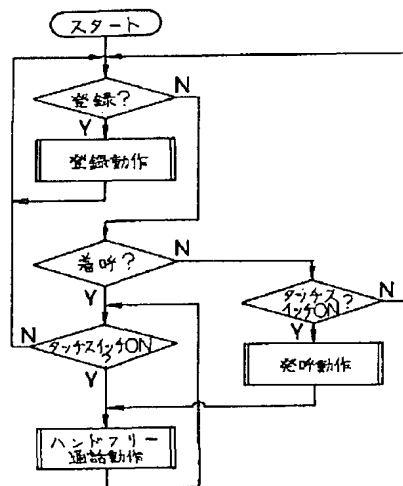 スタート
登録?
N
Y
登録動作
着呼?
N
Y
タッチス
イッチON?
N
Y
タッチスイッチON
?
N
Y
発呼動作
ハンドフリー
通話動作